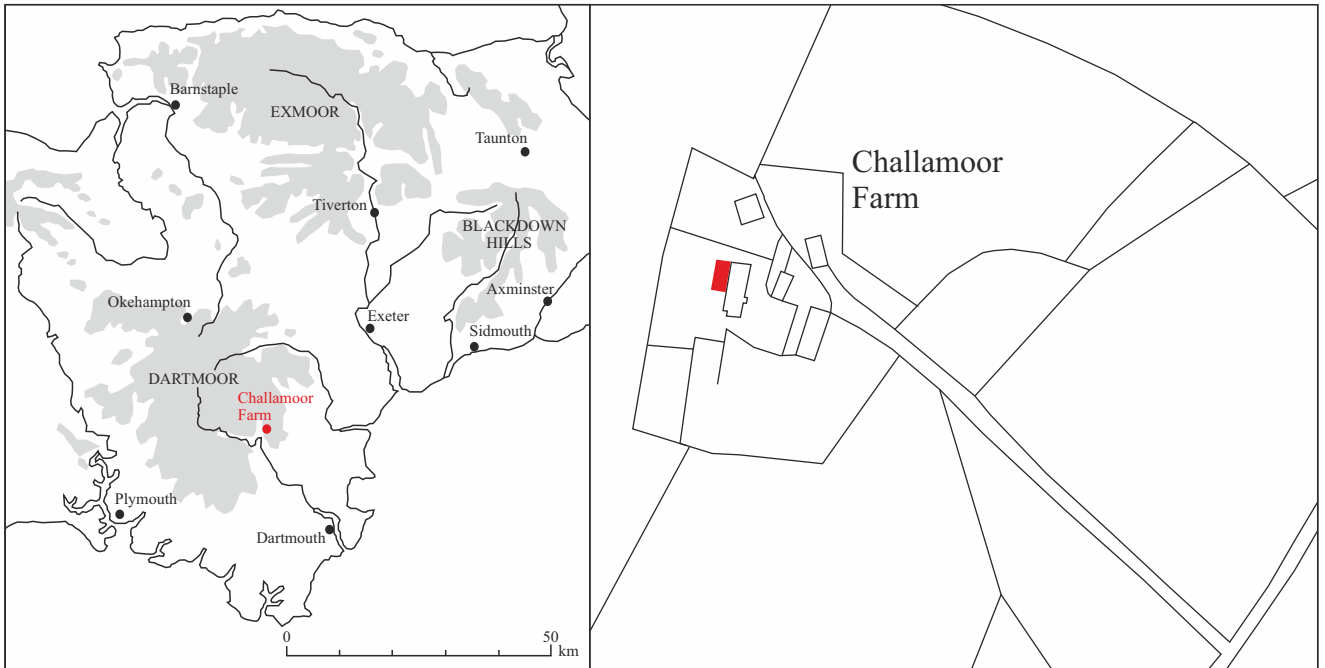 Barnstaple
EXMOOR
Taunton
Tiverton
BLACKDOWN
HILLS
Axminster
Okehampton
Exeter
Sidmouth
DARTMOOR
Challamoor
Farm
Plymouth
Dartmouth
0
50
km
Challamoor
Farm